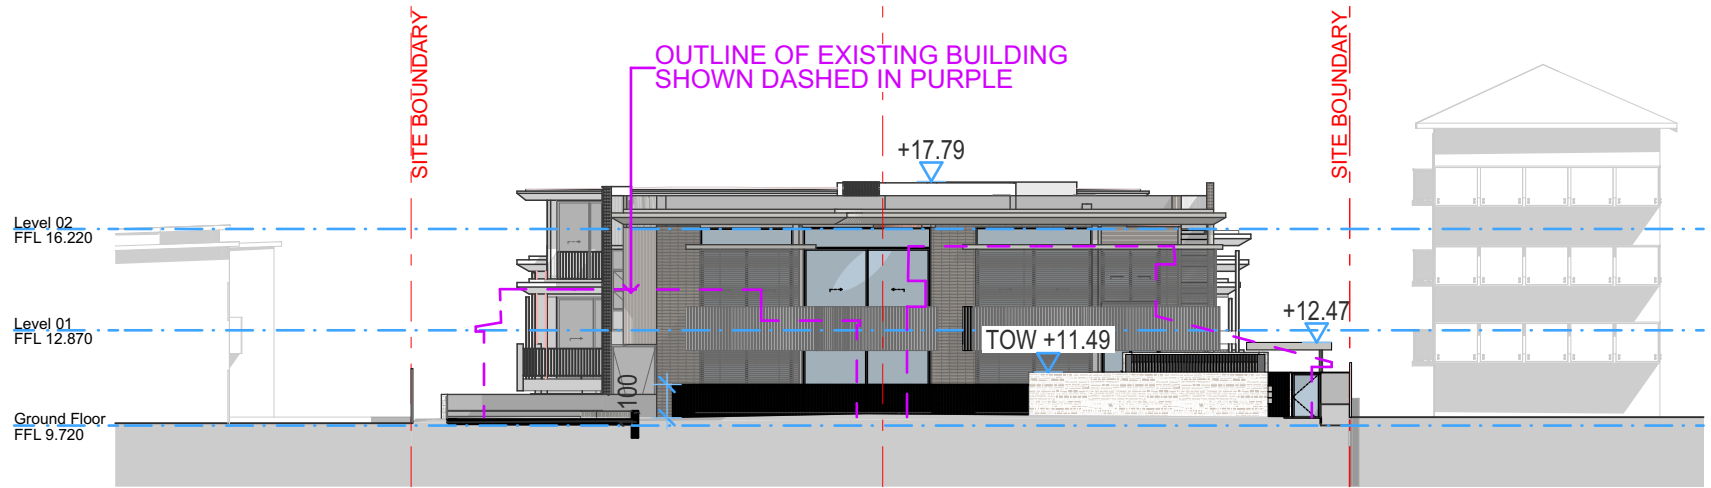 SITE BOUNDARY
OUTLINE OF EXISTING BUILDING
SHOWN DASHED IN PURPLE
SITE BOUNDARY
+17.79
Level 02
FFL 16.220
+12.47
Level 01
FFL 12.870
TOW +11.49
1000
Ground Floor
FFL 9.720